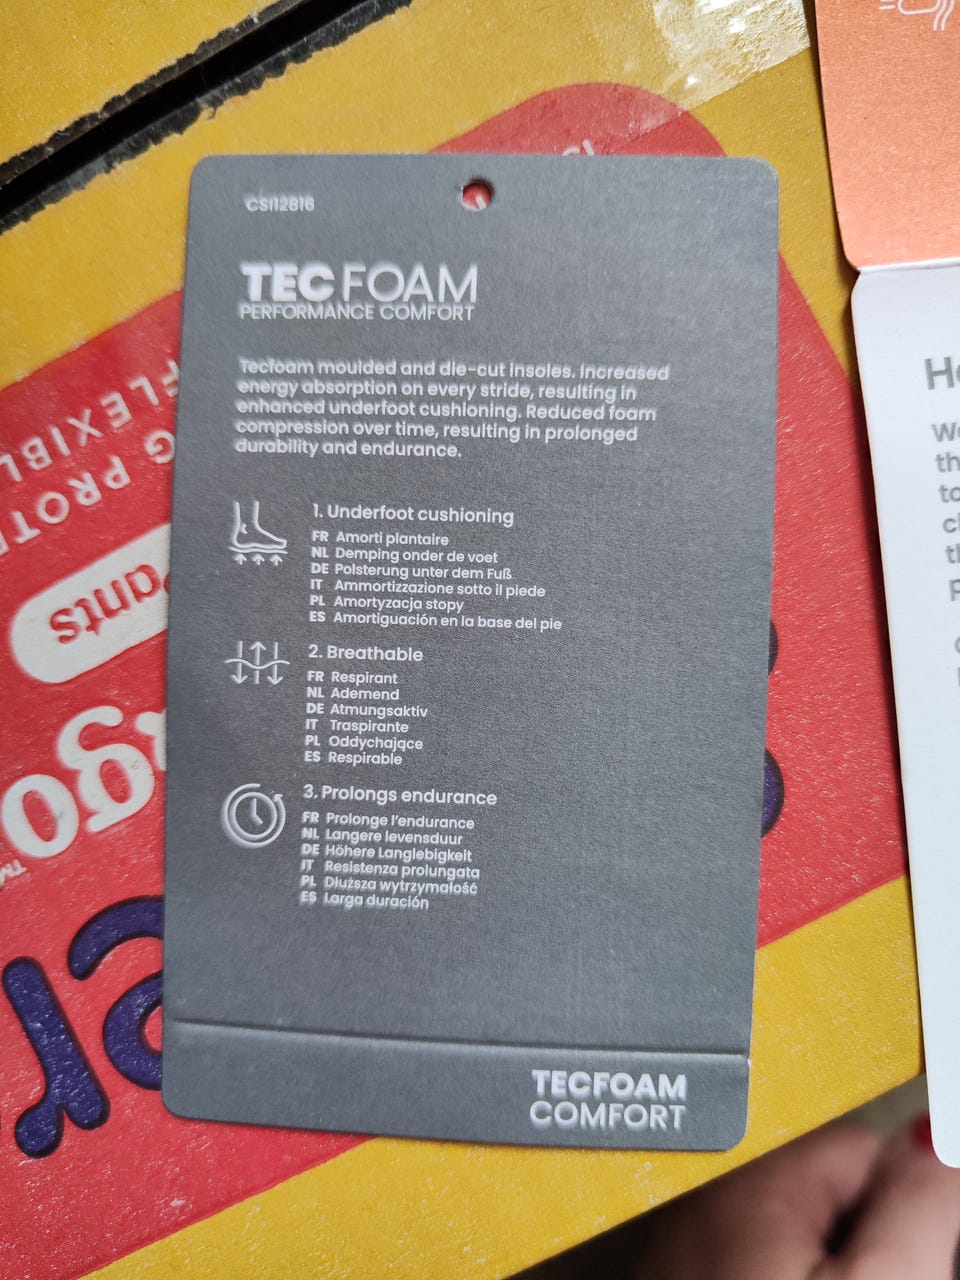 CSI12816
TECFOAM
PERFORMANCE COMFORT
Tecfoam moulded and die-cut insoles. Increased
energy absorption on every stride, resulting in
enhanced underfoot cushioning. Reduced foam
compression over time, resulting in prolonged
durability and endurance.
1. Underfoot cushioning
FR Amorti plantaire
NL Demping onder de voet
DE Polsterung unter dem Fuß
IT Ammortizzazione sotto il piede
PL Amortyzacja stopy
ES Amortiguación en la base del pie
2. Breathable
FR Respirant
NL Ademend
DE Atmungsaktiv
IT Traspirante
PL Oddychające
ES Respirable
3. Prolongs endurance
FR Prolonge l'endurance
NL Langere levensduur
DE Höhere Langlebigkeit
IT Resistenza prolungata
PL Dłuższa wytrzymałość
ES Larga duración
TECFOAM
COMFORT